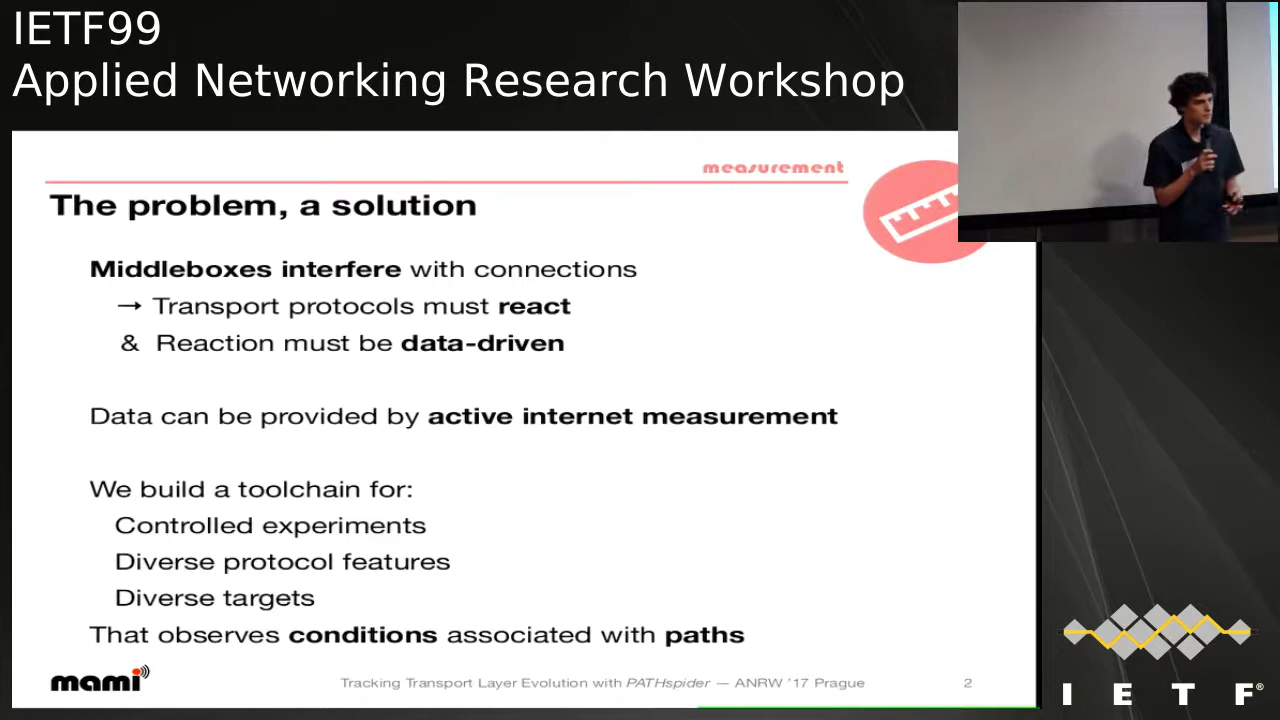 IETF99
Applied Networking Research Workshop
measurement
The problem, a solution
Middleboxes interfere with connections
→ Transport protocols must react
& Reaction must be data-driven
Data can be provided by active internet measurement
We build a toolchain for:
Controlled experiments
Diverse protocol features
Diverse targets
That observes conditions associated with paths
mami
Tracking Transport Layer Evolution with PATHspider — ANRW '17 Prague
2
I E T F®